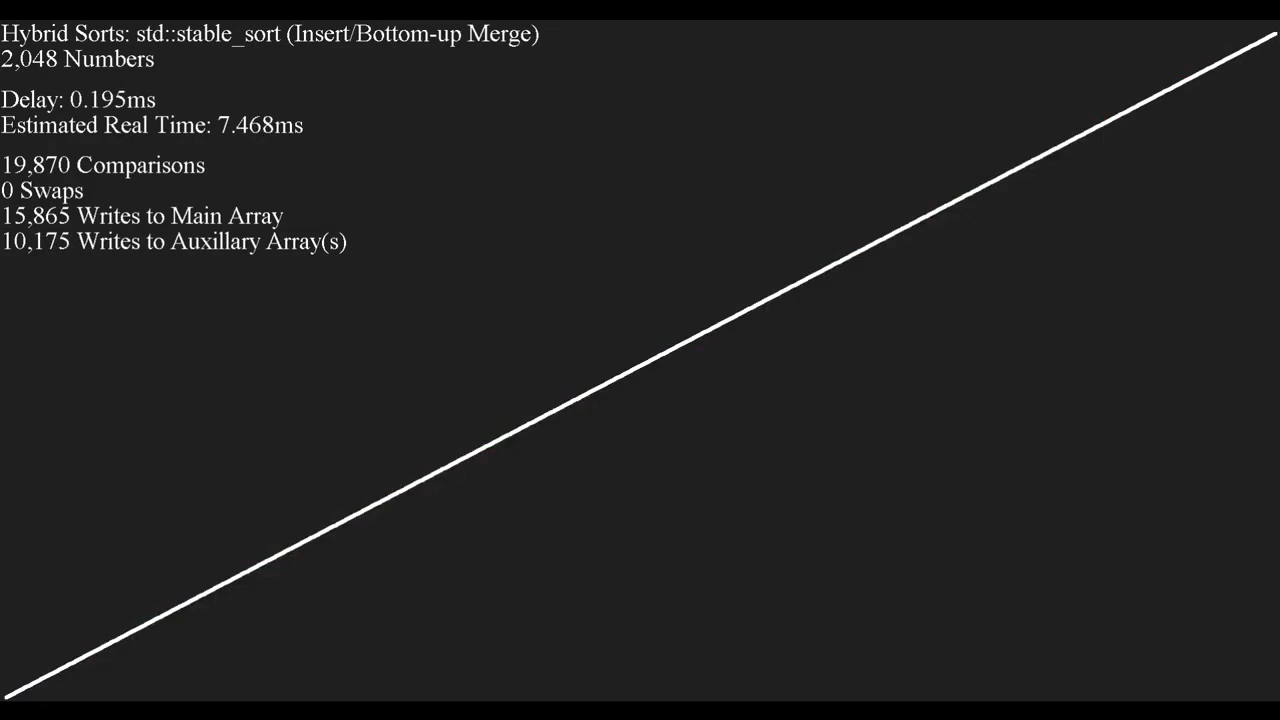 Hybrid Sorts: std::stable_sort (Insert/Bottom-up Merge)
2,048 Numbers
Delay: 0.195ms
Estimated Real Time: 7.468ms
19,870 Comparisons
0 Swaps
15,865 Writes to Main Array
10,175 Writes to Auxillary Array(s)